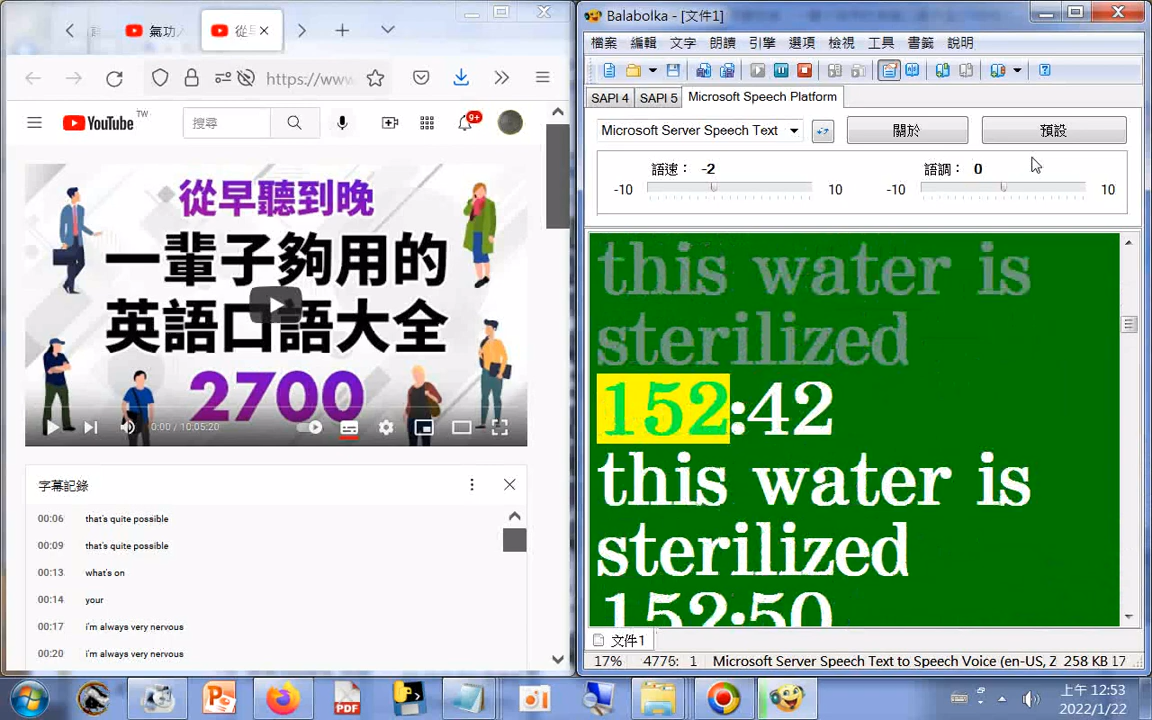 氣功
從
https://www
YouTube TW
搜尋
9+
從早聽到晚
一輩子夠用的
英語口語大全
2700
0:00 / 10:05:20
字幕記錄
00:06 that's quite possible
00:09 that's quite possible
00:13 what's on
00:14 your
00:17 i'm always very nervous
00:20 i'm always very nervous
Balabolka - [文件1]
檔案 編輯 文字 朗讀 引擎 選項 檢視 工具 書籤 說明
SAPI 4 SAPI 5 Microsoft Speech Platform
Microsoft Server Speech Text 關於 預設
語速： -2 語調： 0
-10 10 -10 10
this water is
sterilized
152:42
this water is
sterilized
152:50
文件1
17% 4775: 1 Microsoft Server Speech Text to Speech Voice (en-US, Z 258 KB 17
PDF
上午 12:53
2022/1/22